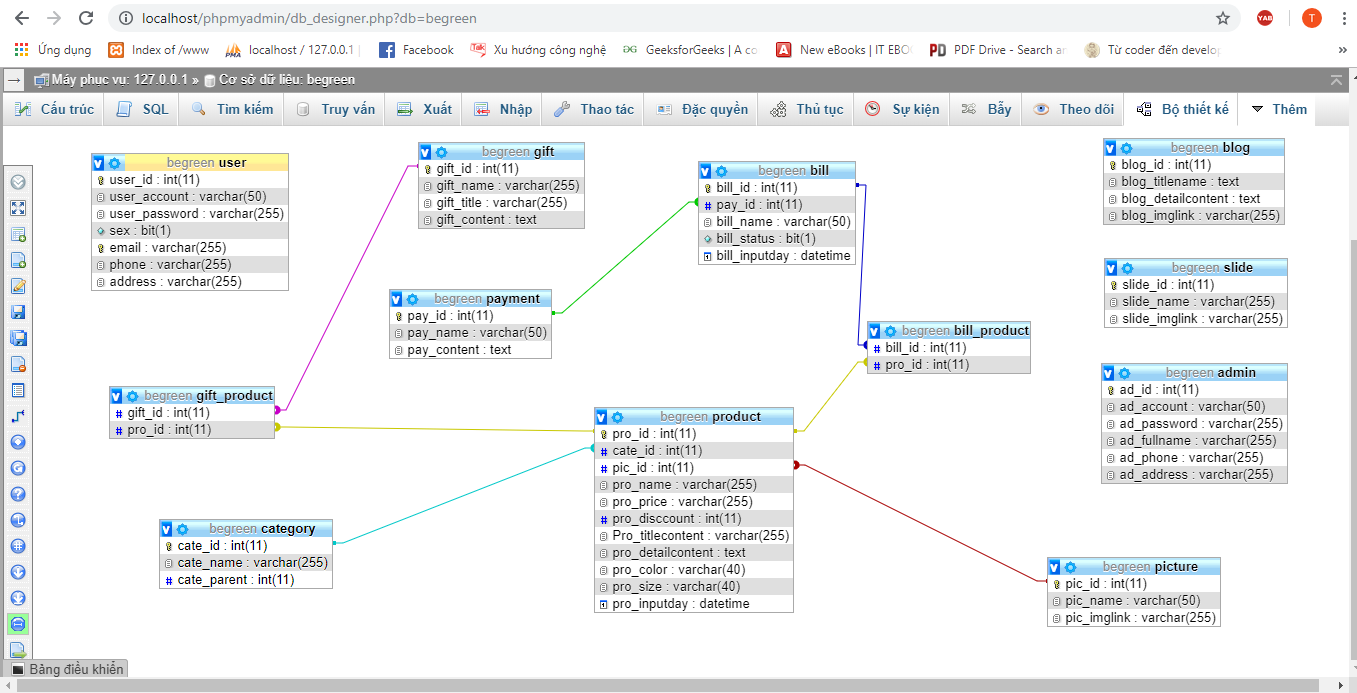 localhost/phpmyadmin/db_designer.php?db=begreen
YAB
T
Ứng dụng
Index of /www
localhost / 127.0.0.1
Facebook
Xu hướng công nghệ
GeeksforGeeks | A co
New eBooks | IT EBO
PDF Drive - Search an
Từ coder đến develop
»
Máy phục vụ: 127.0.0.1 » Cơ sở dữ liệu: begreen
Cấu trúc
SQL
Tìm kiếm
Truy vấn
Xuất
Nhập
Thao tác
Đặc quyền
Thủ tục
Sự kiện
Bẫy
Theo dõi
Bộ thiết kế
Thêm
begreen user
user_id : int(11)
user_account : varchar(50)
user_password : varchar(255)
sex : bit(1)
email : varchar(255)
phone : varchar(255)
address : varchar(255)
begreen gift
gift_id : int(11)
gift_name : varchar(255)
gift_title : varchar(255)
gift_content : text
begreen bill
bill_id : int(11)
pay_id : int(11)
bill_name : varchar(50)
bill_status : bit(1)
bill_inputday : datetime
begreen blog
blog_id : int(11)
blog_titlename : text
blog_detailcontent : text
blog_imglink : varchar(255)
begreen slide
slide_id : int(11)
slide_name : varchar(255)
slide_imglink : varchar(255)
begreen payment
pay_id : int(11)
pay_name : varchar(50)
pay_content : text
begreen bill_product
bill_id : int(11)
pro_id : int(11)
begreen admin
ad_id : int(11)
ad_account : varchar(50)
ad_password : varchar(255)
ad_fullname : varchar(255)
ad_phone : varchar(255)
ad_address : varchar(255)
begreen gift_product
gift_id : int(11)
pro_id : int(11)
begreen product
pro_id : int(11)
cate_id : int(11)
pic_id : int(11)
pro_name : varchar(255)
pro_price : varchar(255)
pro_disccount : int(11)
Pro_titlecontent : varchar(255)
pro_detailcontent : text
pro_color : varchar(40)
pro_size : varchar(40)
pro_inputday : datetime
begreen category
cate_id : int(11)
cate_name : varchar(255)
cate_parent : int(11)
begreen picture
pic_id : int(11)
pic_name : varchar(50)
pic_imglink : varchar(255)
Bảng điều khiển